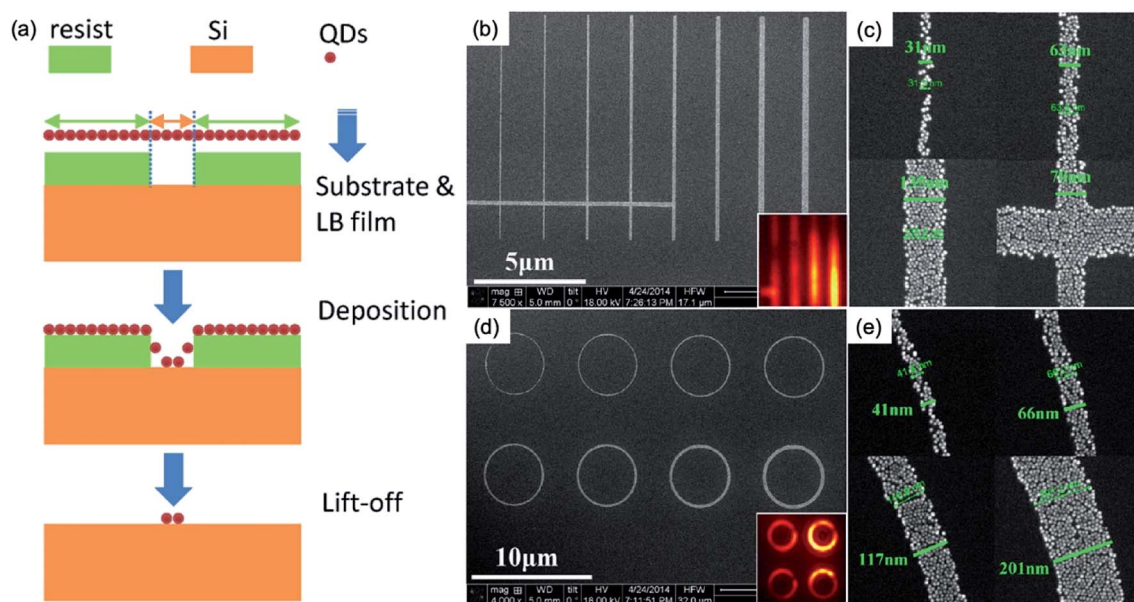 (a)
resist
Si
QDs
Substrate &
LB film
Deposition
Lift-off
(b)
5μm
mag WD tilt HV 4/24/2014 HFW
7 500 x 5.0 mm 0° 18.00 kV 7:26:13 PM 17.1 μm
(c)
31nm
63nm
78nm
(d)
10μm
mag WD tilt HV 4/24/2014 HFW
4 000 x 5.0 mm 0° 18.00 kV 7:11:51 PM 32.0 μm
(e)
41nm
66nm
117nm
201nm